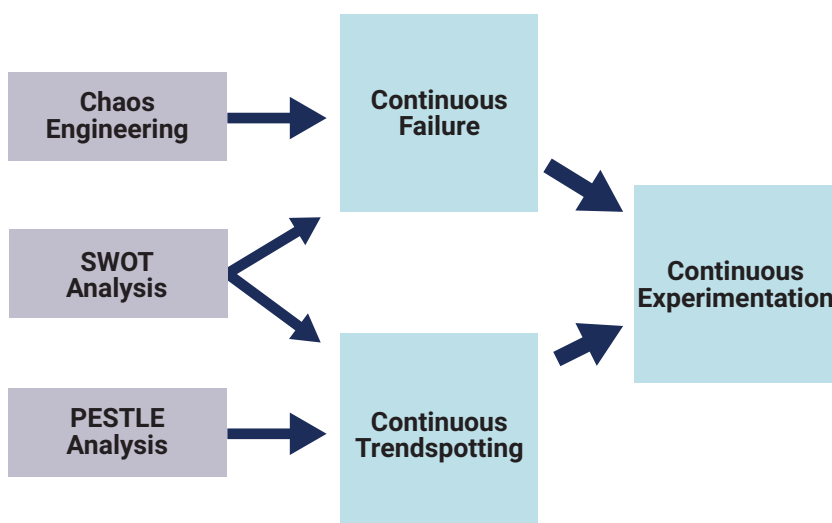 Chaos
Engineering
SWOT
Analysis
PESTLE
Analysis
Continuous
Failure
Continuous
Trendspotting
Continuous
Experimentation